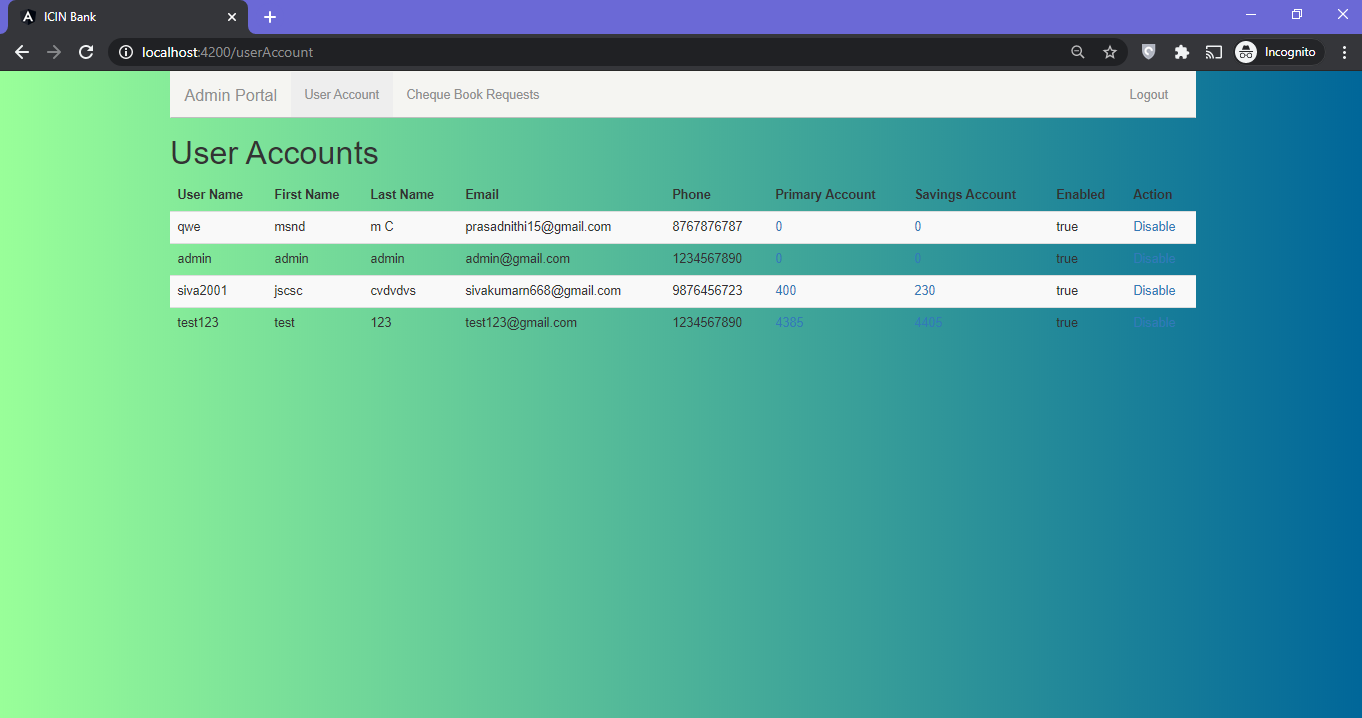 ICIN Bank
localhost:4200/userAccount
Incognito
Admin Portal User Account Cheque Book Requests Logout
User Accounts
User Name First Name Last Name Email Phone Primary Account Savings Account Enabled Action
qwe msnd m C prasadnithi15@gmail.com 8767876787 0 0 true Disable
admin admin admin admin@gmail.com 1234567890 0 0 true Disable
siva2001 jscsc cvdvdvs sivakumarn668@gmail.com 9876456723 400 230 true Disable
test123 test 123 test123@gmail.com 1234567890 4385 4405 true Disable